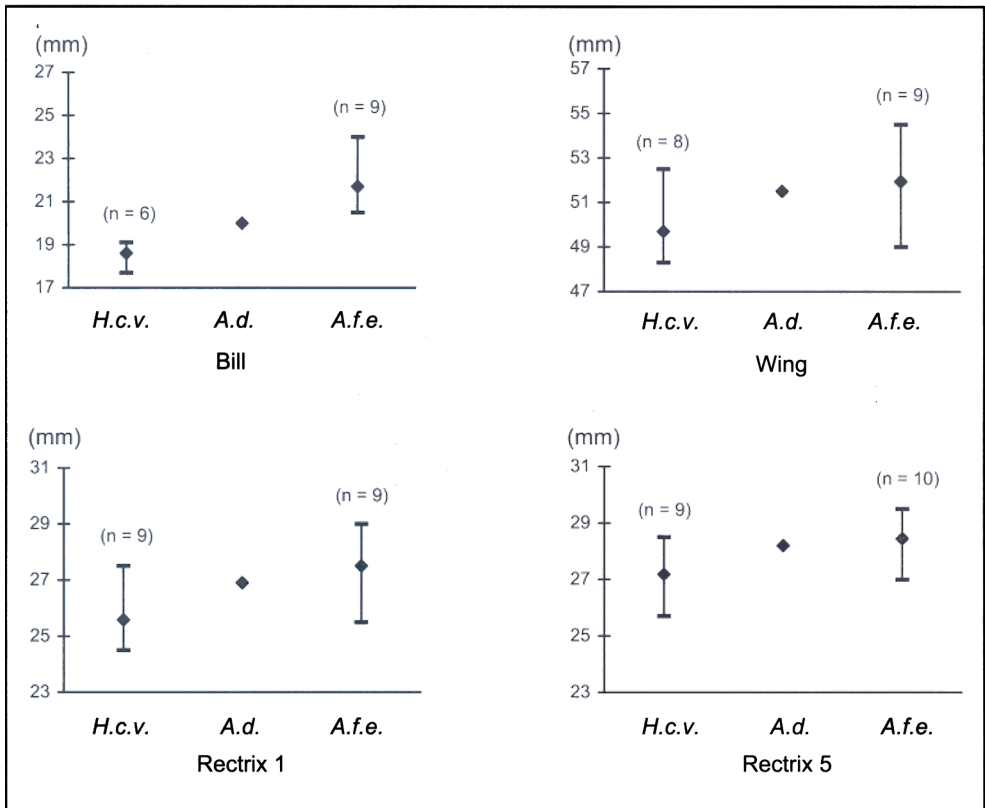 (mm)
27
25
23
21
19
17
(n = 6)
(n = 9)
H.c.v. A.d. A.f.e.
Bill
(mm)
57
55
53
51
49
47
(n = 8)
(n = 9)
H.c.v. A.d. A.f.e.
Wing
(mm)
31
29
27
25
23
(n = 9)
(n = 9)
H.c.v. A.d. A.f.e.
Rectrix 1
(mm)
31
29
27
25
23
(n = 9)
(n = 10)
H.c.v. A.d. A.f.e.
Rectrix 5